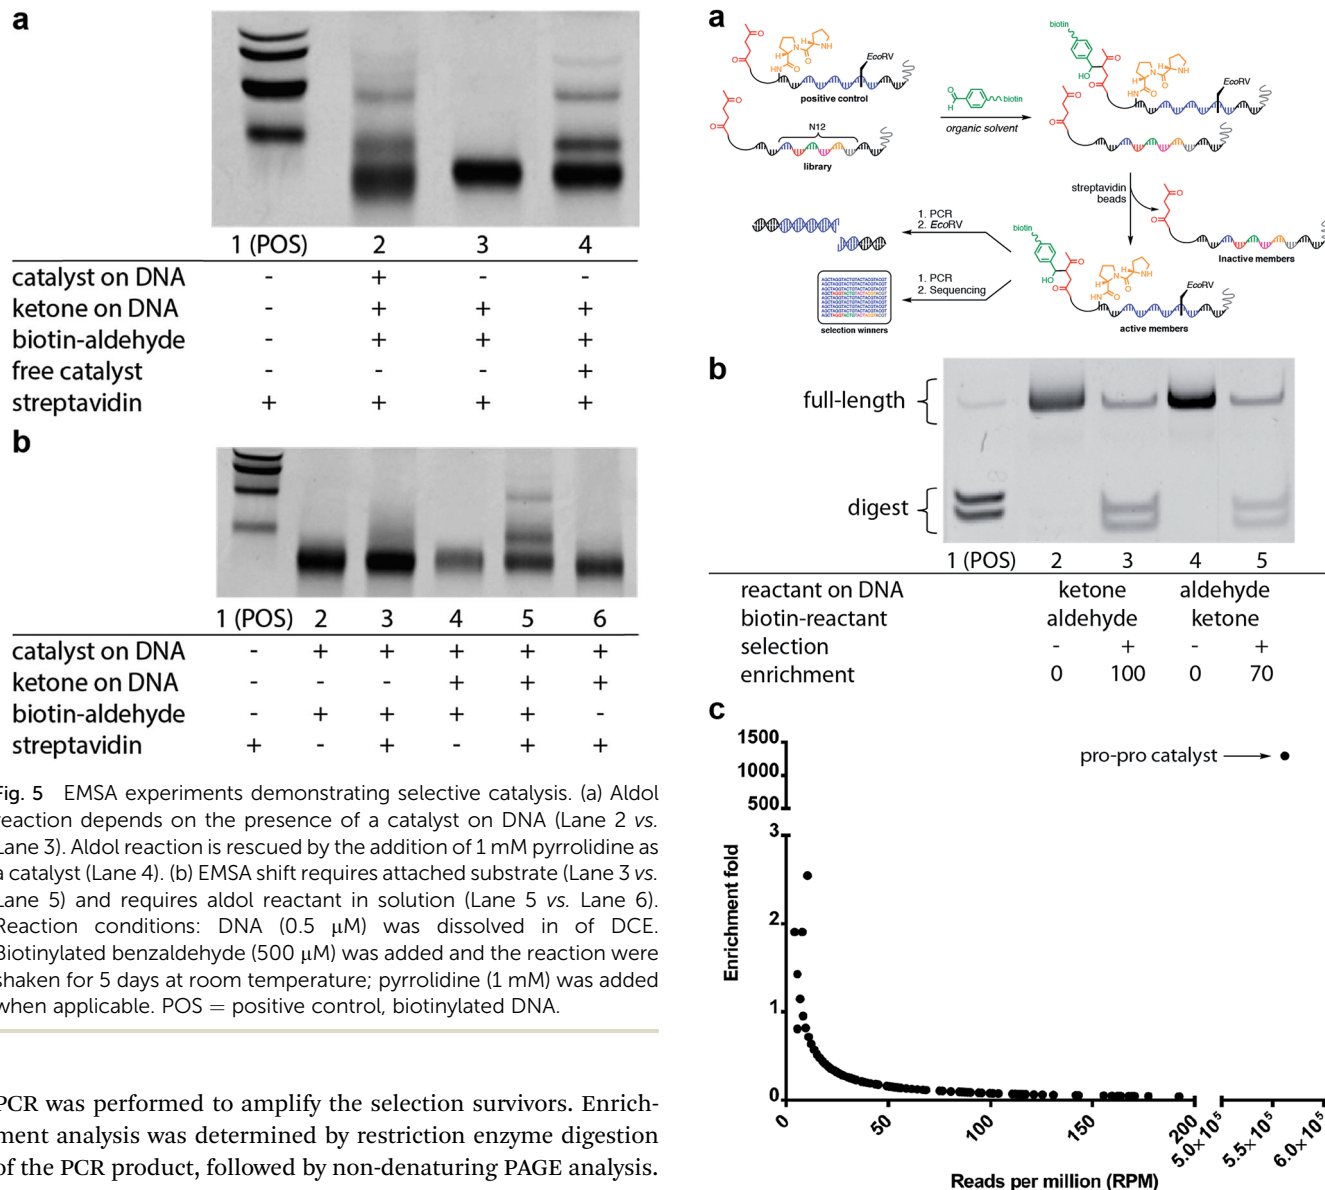 a
1 (POS) 2 3 4
catalyst on DNA - + - -
ketone on DNA - + + +
biotin-aldehyde - + + +
free catalyst - - - +
streptavidin + + + +
b
1 (POS) 2 3 4 5 6
catalyst on DNA - + + + + +
ketone on DNA - - - + + +
biotin-aldehyde - + + + + -
streptavidin + - + - + +
Fig. 5 EMSA experiments demonstrating selective catalysis. (a) Aldol
reaction depends on the presence of a catalyst on DNA (Lane 2 vs.
Lane 3). Aldol reaction is rescued by the addition of 1 mM pyrrolidine as
a catalyst (Lane 4). (b) EMSA shift requires attached substrate (Lane 3 vs.
Lane 5) and requires aldol reactant in solution (Lane 5 vs. Lane 6).
Reaction conditions: DNA (0.5 μM) was dissolved in of DCE.
Biotinylated benzaldehyde (500 μM) was added and the reaction were
shaken for 5 days at room temperature; pyrrolidine (1 mM) was added
when applicable. POS = positive control, biotinylated DNA.
PCR was performed to amplify the selection survivors. Enrich-
ment analysis was determined by restriction enzyme digestion
of the PCR product, followed by non-denaturing PAGE analysis.
a
O
O
N
NH
O
HN
O
H
H
EcoRV
positive control
O
O
N12
library
O
H
biotin
organic solvent
biotin
OH
O
O
N
NH
O
HN
O
H
H
EcoRV
O
O
streptavidin
beads
O
O
Inactive members
1. PCR
2. EcoRV
1. PCR
2. Sequencing
selection winners
biotin
OH
O
O
N
NH
O
HN
O
H
H
EcoRV
active members
b
full-length
digest
1 (POS) 2 3 4 5
reactant on DNA ketone aldehyde
biotin-reactant aldehyde ketone
selection - + - +
enrichment 0 100 0 70
c
1500
1000
500
3
2
1
0
Enrichment fold
pro-pro catalyst
0 50 100 150 200 5.0×10⁵ 5.5×10⁵ 6.0×10⁵
Reads per million (RPM)